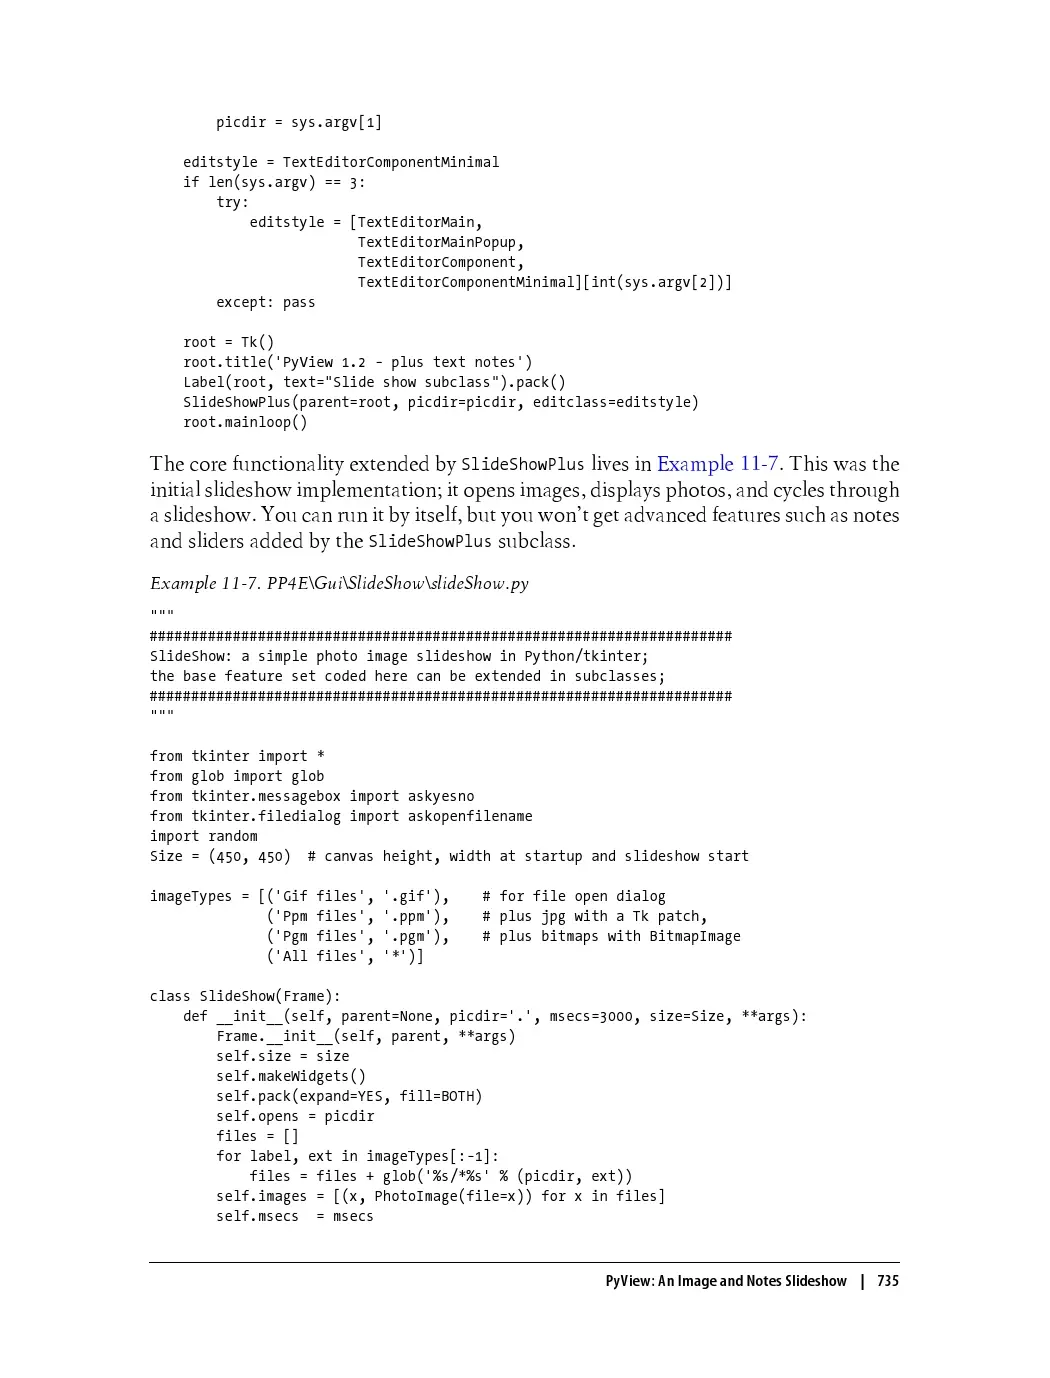 picdir = sys.argv[1]

    editstyle = TextEditorComponentMinimal
    if len(sys.argv) == 3:
        try:
            editstyle = [TextEditorMain,
                         TextEditorMainPopup,
                         TextEditorComponent,
                         TextEditorComponentMinimal][int(sys.argv[2])]
        except: pass

    root = Tk()
    root.title('PyView 1.2 - plus text notes')
    Label(root, text="Slide show subclass").pack()
    SlideShowPlus(parent=root, picdir=picdir, editclass=editstyle)
    root.mainloop()

The core functionality extended by SlideShowPlus lives in Example 11-7. This was the
initial slideshow implementation; it opens images, displays photos, and cycles through
a slideshow. You can run it by itself, but you won’t get advanced features such as notes
and sliders added by the SlideShowPlus subclass.

Example 11-7. PP4E\Gui\SlideShow\slideShow.py

"""
######################################################################
SlideShow: a simple photo image slideshow in Python/tkinter;
the base feature set coded here can be extended in subclasses;
######################################################################
"""

from tkinter import *
from glob import glob
from tkinter.messagebox import askyesno
from tkinter.filedialog import askopenfilename
import random
Size = (450, 450)  # canvas height, width at startup and slideshow start

imageTypes = [('Gif files', '.gif'),    # for file open dialog
              ('Ppm files', '.ppm'),    # plus jpg with a Tk patch,
              ('Pgm files', '.pgm'),    # plus bitmaps with BitmapImage
              ('All files', '*')]

class SlideShow(Frame):
    def __init__(self, parent=None, picdir='.', msecs=3000, size=Size, **args):
        Frame.__init__(self, parent, **args)
        self.size = size
        self.makeWidgets()
        self.pack(expand=YES, fill=BOTH)
        self.opens = picdir
        files = []
        for label, ext in imageTypes[:-1]:
            files = files + glob('%s/*%s' % (picdir, ext))
        self.images = [(x, PhotoImage(file=x)) for x in files]
        self.msecs  = msecs

PyView: An Image and Notes Slideshow | 735